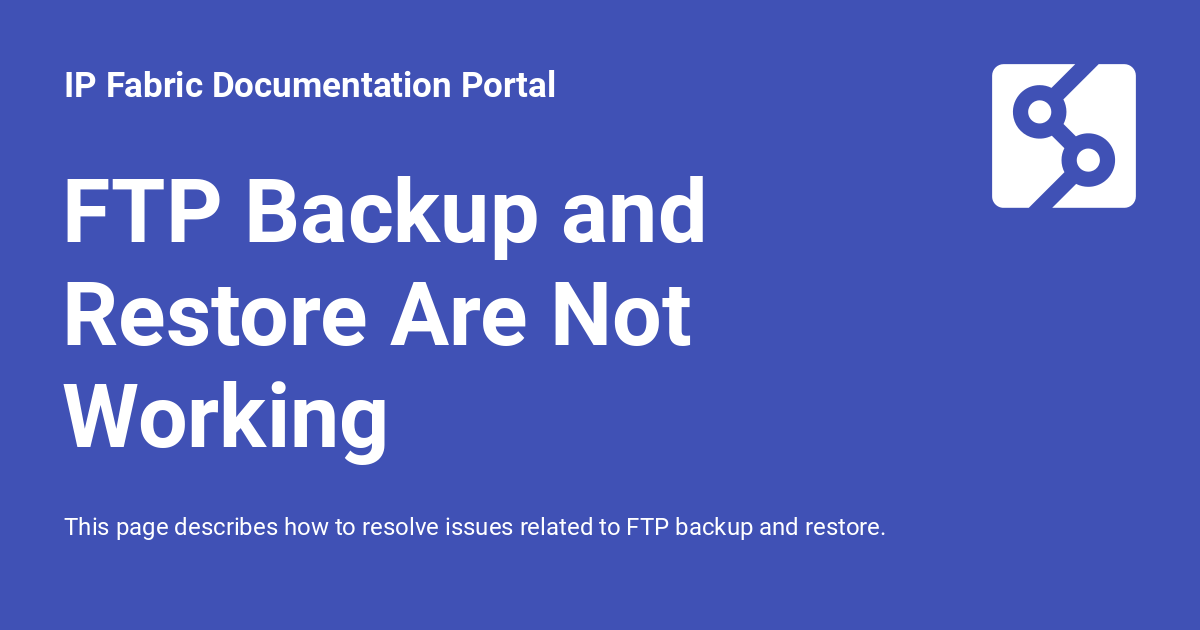 IP Fabric Documentation Portal
FTP Backup and
Restore Are Not
Working
This page describes how to resolve issues related to FTP backup and restore.